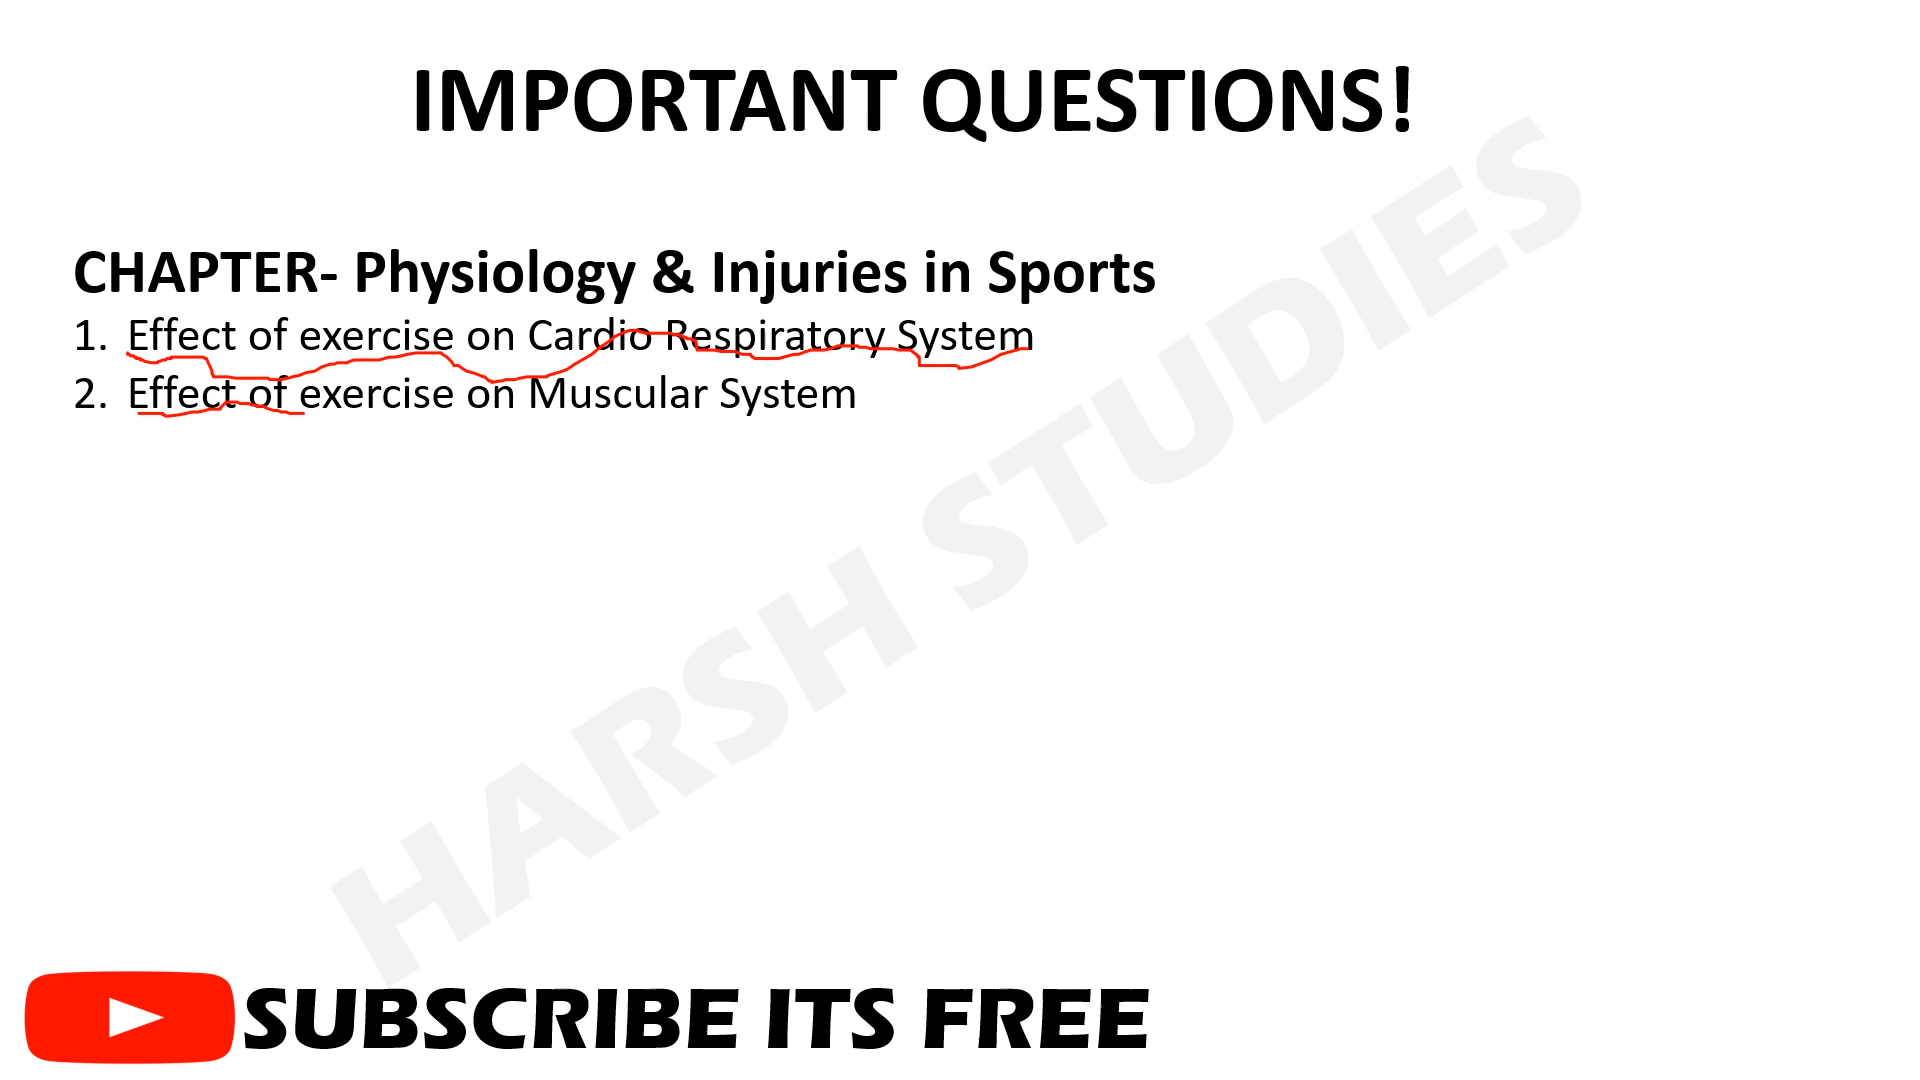 IMPORTANT QUESTIONS!
CHAPTER- Physiology & Injuries in Sports
1. Effect of exercise on Cardio Respiratory System
2. Effect of exercise on Muscular System
HARSH STUDIES
SUBSCRIBE ITS FREE